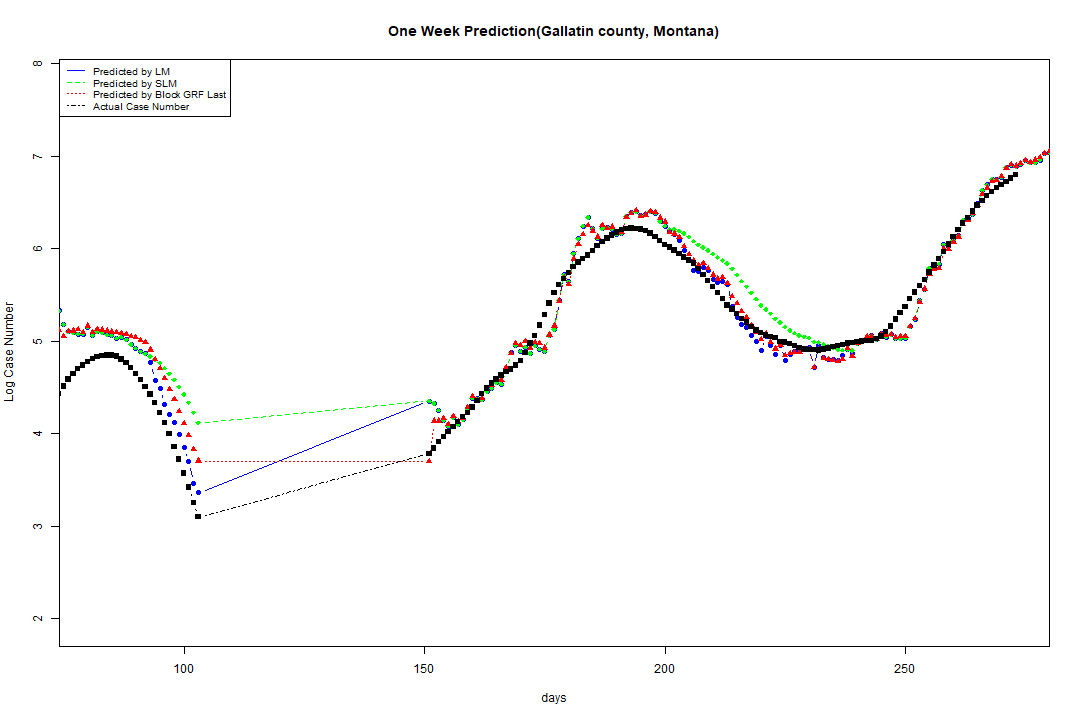 One Week Prediction(Gallatin county, Montana)
Predicted by LM
Predicted by SLM
Predicted by Block GRF Last
Actual Case Number
8
7
6
5
4
3
2
Log Case Number
100 150 200 250
days